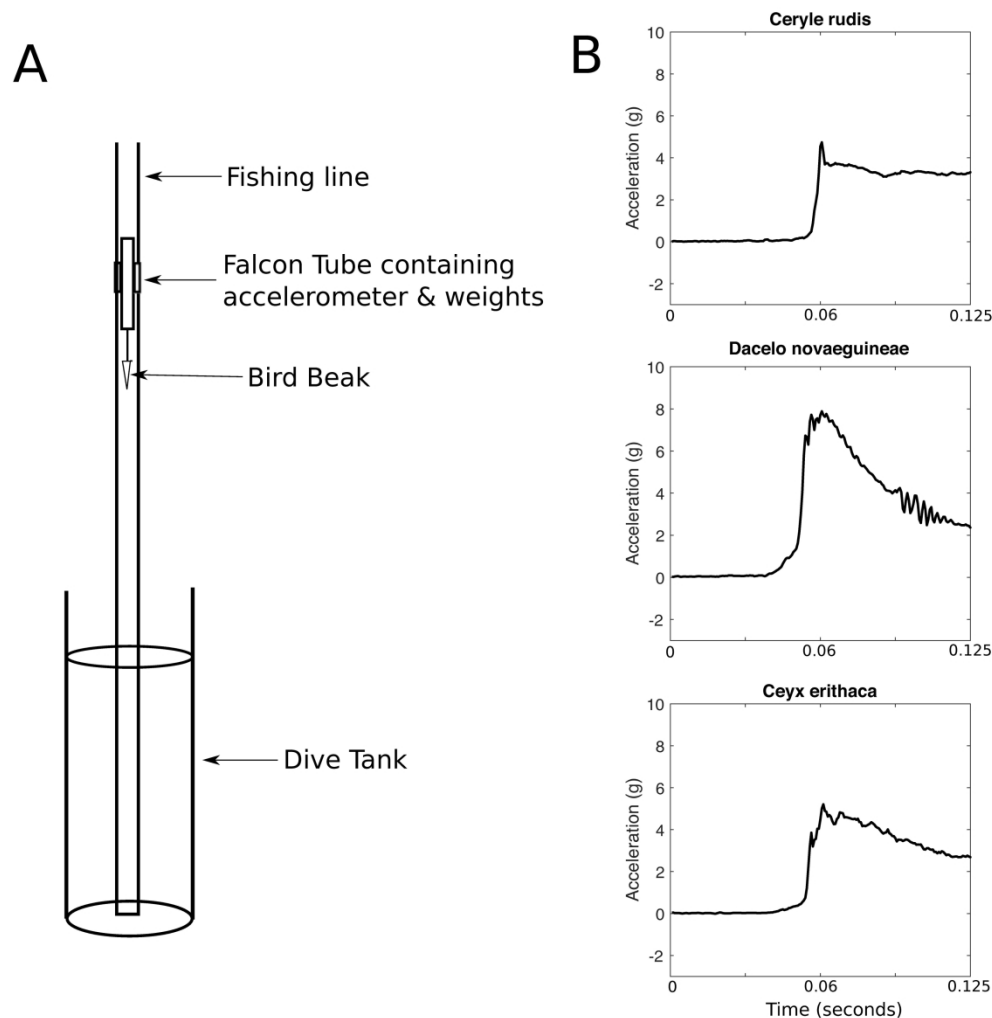 A
Fishing line
Falcon Tube containing
accelerometer & weights
Bird Beak
Dive Tank
B
Ceryle rudis
Acceleration (g)
10
8
6
4
2
0
-2
0
0.06
0.125
Dacelo novaeguineae
Acceleration (g)
10
8
6
4
2
0
-2
0
0.06
0.125
Ceyx erithaca
Acceleration (g)
10
8
6
4
2
0
-2
0
0.06
0.125
Time (seconds)